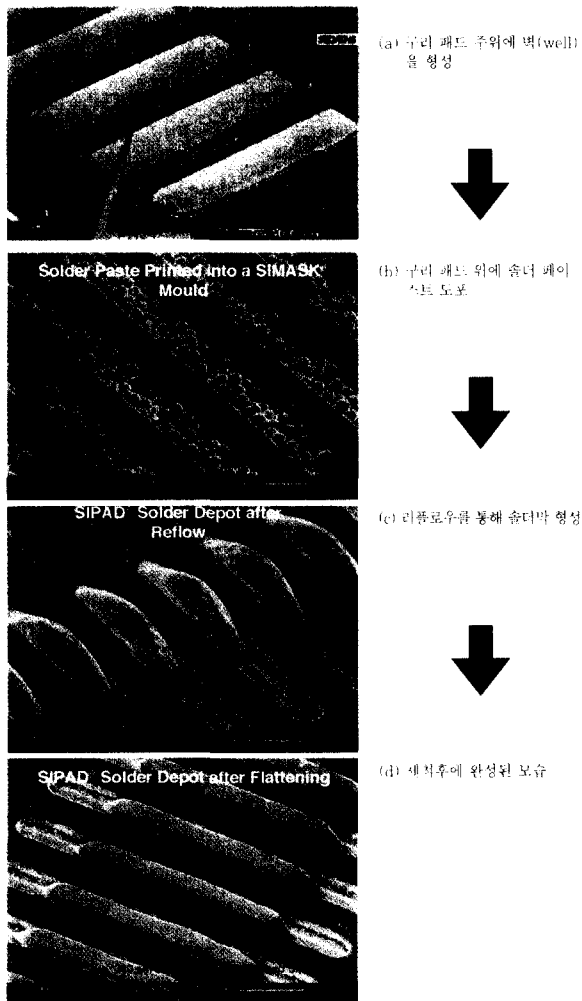 (a) 구리 패드 주위에 벽(well)
을 형성
Solder Paste Printed into a SIMASK
Mould
(b) 구리 패드 위에 솔더 페이
스트 도포
SIPAD Solder Depot after
Reflow
(c) 리플로우를 통해 솔더막 형성
SIPAD Solder Depot after Flattening
(d) 세척후에 완성된 모습